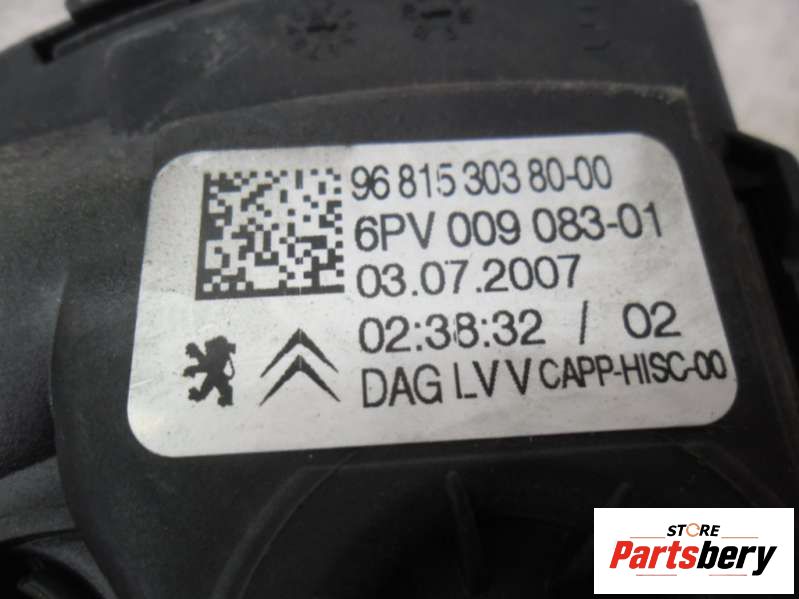 96 815 303 80-00
6PV 009 083-01
03.07.2007
02:38:32 / 02
DAG LVV CAPP-HISC-00
STORE
Partsbery